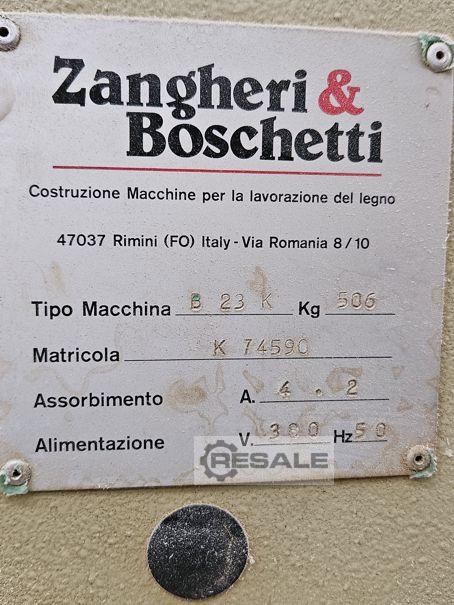 Zangheri &
Boschetti
Costruzione Macchine per la lavorazione del legno
47037 Rimini (FO) Italy - Via Romania 8/10
Tipo Macchina B 23 K Kg 506
Matricola K 74590
Assorbimento A. 4.2
Alimentazione V. 380 Hz 50
RESALE